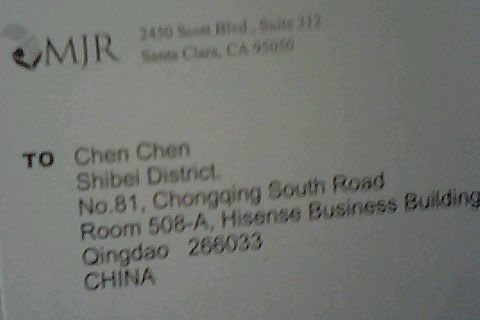 MJR
2450 Scott Blvd., Suite 312
Santa Clara, CA 95050
TO Chen Chen
Shibei District.
No.81, Chongqing South Road
Room 508-A, Hisense Business Building
Qingdao 266033
CHINA